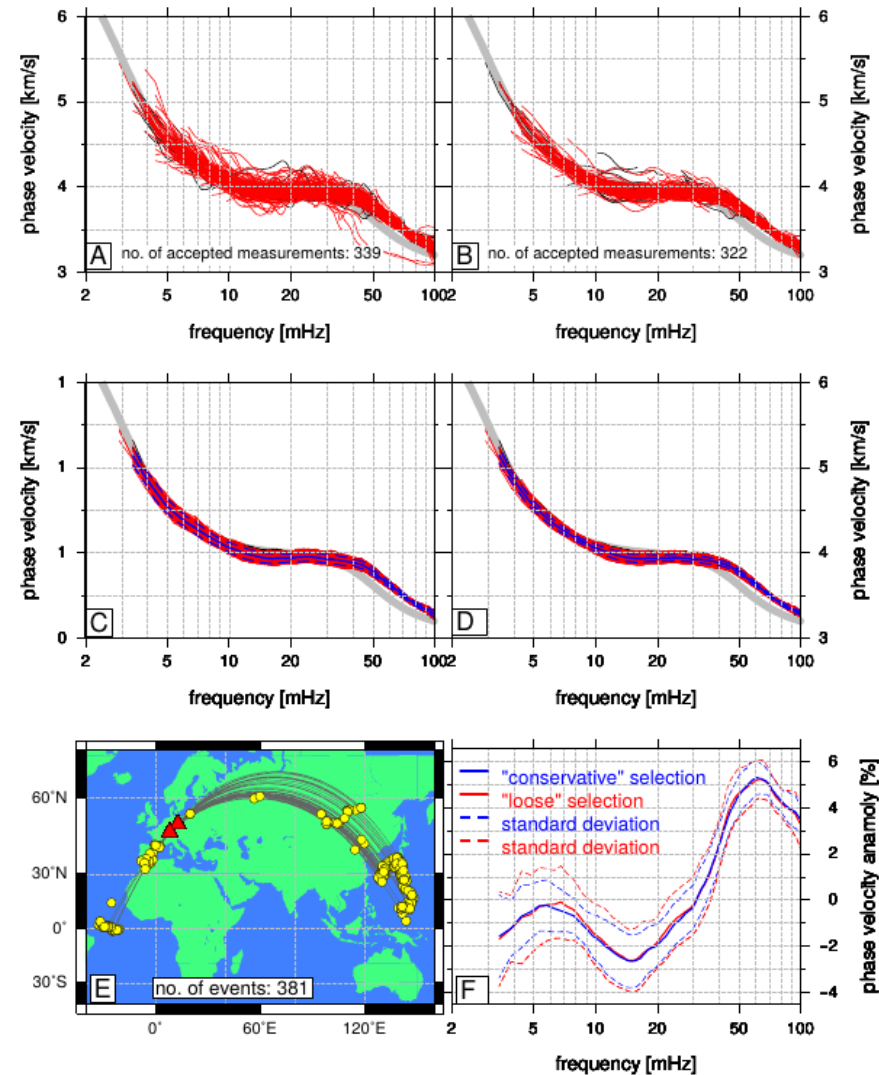 6
5
4
3
phase velocity [km/s]
A
no. of accepted measurements: 339
2 5 10 20 50 100
frequency [mHz]
6
5
4
3
phase velocity [km/s]
B
no. of accepted measurements: 322
2 5 10 20 50 100
frequency [mHz]
1
1
1
0
phase velocity [km/s]
C
2 5 10 20 50 100
frequency [mHz]
6
5
4
3
phase velocity [km/s]
D
2 5 10 20 50 100
frequency [mHz]
60˚N
30˚N
0˚
30˚S
E
no. of events: 381
0˚ 60˚E 120˚E
"conservative" selection
"loose" selection
standard deviation
standard deviation
6
4
2
0
−2
−4
phase velocity anamoly [%]
F
2 5 10 20 50 100
frequency [mHz]